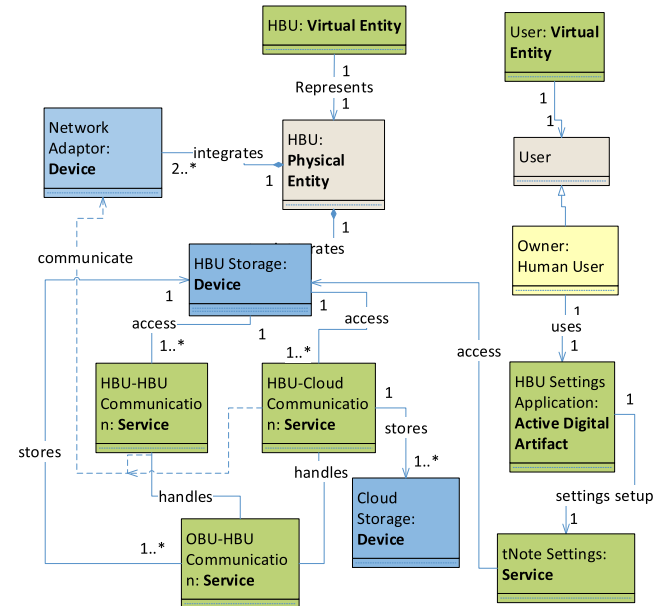 HBU: Virtual Entity
User: Virtual
Entity
1
Represents
1
1
1
Network
Adaptor:
Device
integrates
2..*
1
HBU:
Physical
Entity
User
1
communicate
HBU Storage:
Device
Owner:
Human User
1
1
1
access
1..*
access
1..*
1
uses
1
access
HBU-HBU
Communicatio
n: Service
HBU-Cloud
Communicatio
n: Service
1
stores
1..*
HBU Settings
Application:
Active Digital
Artifact
1
stores
handles
handles
settings setup
1
Cloud
Storage:
Device
1..*
OBU-HBU
Communicatio
n: Service
tNote Settings:
Service